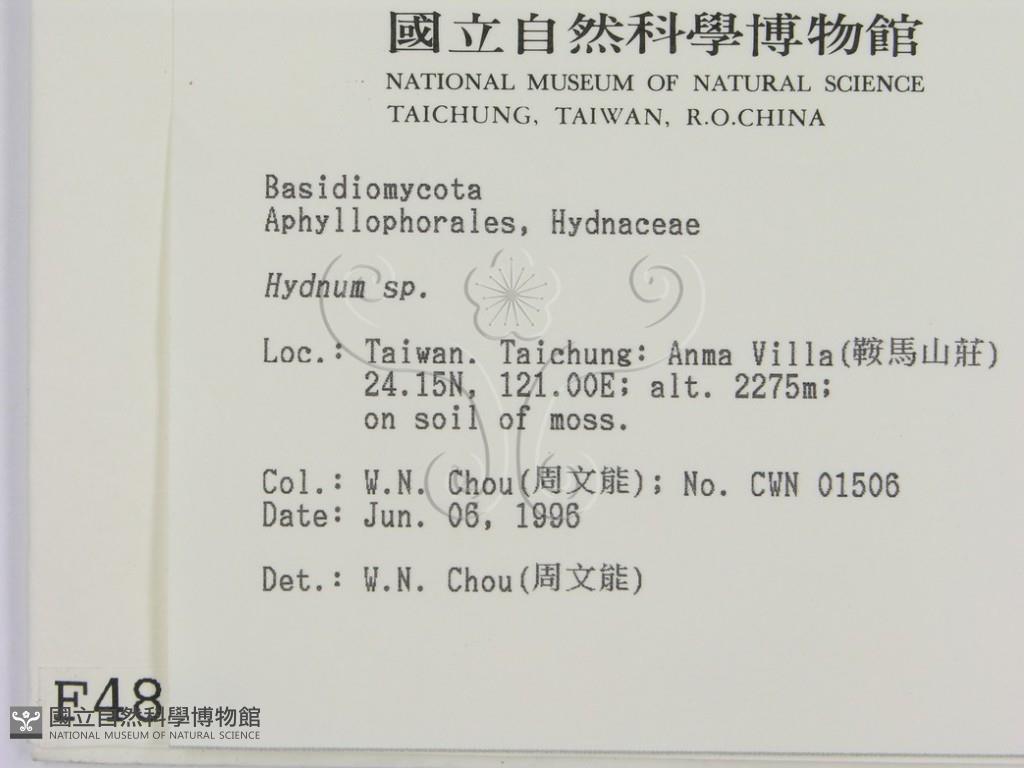 國立自然科學博物館
NATIONAL MUSEUM OF NATURAL SCIENCE
TAICHUNG, TAIWAN, R.O.CHINA
Basidiomycota
Aphyllophorales, Hydnaceae
Hydnum sp.
Loc.: Taiwan. Taichung: Anma Villa(鞍馬山莊)
24.15N, 121.00E; alt. 2275m;
on soil of moss.
Col.: W.N. Chou(周文能); No. CWN 01506
Date: Jun. 06, 1996
Det.: W.N. Chou(周文能)
F48
國立自然科學博物館
NATIONAL MUSEUM OF NATURAL SCIENCE